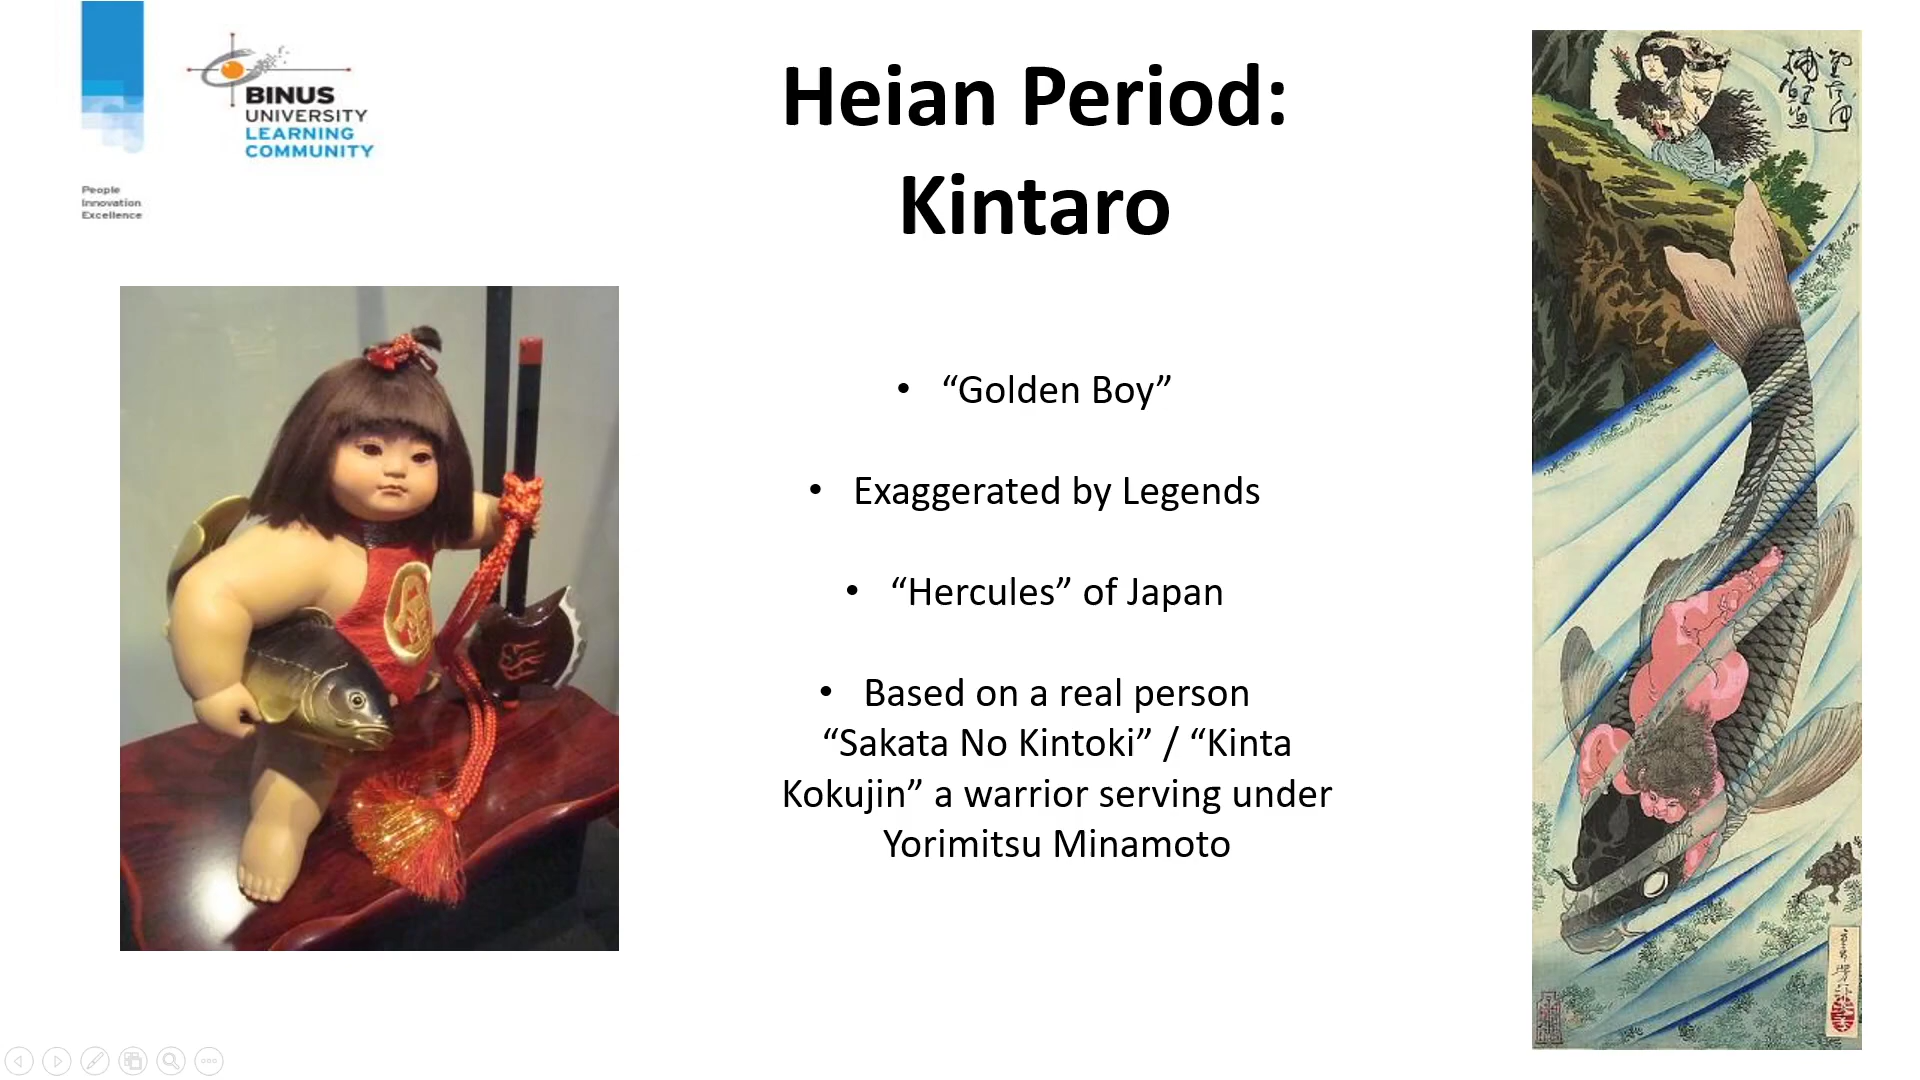 BINUS
UNIVERSITY
LEARNING
COMMUNITY
People
Innovation
Excellence
Heian Period:
Kintaro
• “Golden Boy”
• Exaggerated by Legends
• “Hercules” of Japan
• Based on a real person
“Sakata No Kintoki” / “Kinta
Kokujin” a warrior serving under
Yorimitsu Minamoto
金